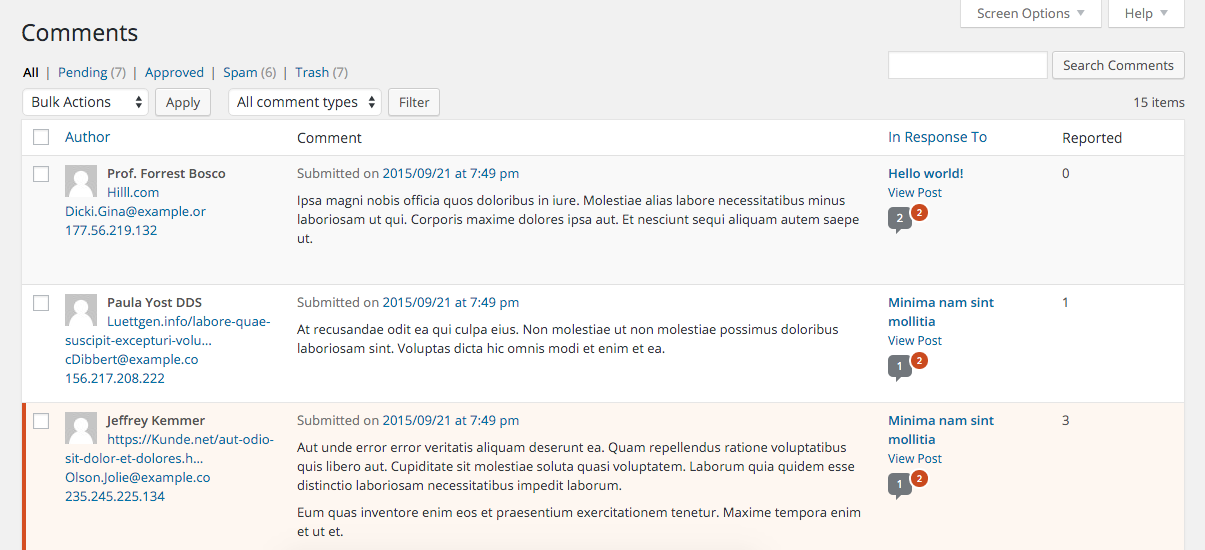 Screen Options Help
Comments
All | Pending (7) | Approved | Spam (6) | Trash (7)
Search Comments
Bulk Actions Apply All comment types Filter 15 items
Author Comment In Response To Reported
Prof. Forrest Bosco
Hilll.com
Dicki.Gina@example.or
177.56.219.132
Submitted on 2015/09/21 at 7:49 pm
Ipsa magni nobis officia quos doloribus in iure. Molestiae alias labore necessitatibus minus
laboriosam ut qui. Corporis maxime dolores ipsa aut. Et nesciunt sequi aliquam autem saepe
ut.
Hello world!
View Post
2 2
0
Paula Yost DDS
Luettgen.info/labore-quae-
suscipit-excepturi-volu...
cDibbert@example.co
156.217.208.222
Submitted on 2015/09/21 at 7:49 pm
At recusandae odit ea qui culpa eius. Non molestiae ut non molestiae possimus doloribus
laboriosam sint. Voluptas dicta hic omnis modi et enim et ea.
Minima nam sint
mollitia
View Post
1 2
1
Jeffrey Kemmer
https://Kunde.net/aut-odio-
sit-dolor-et-dolores.h...
Olson.Jolie@example.co
235.245.225.134
Submitted on 2015/09/21 at 7:49 pm
Aut unde error error veritatis aliquam deserunt ea. Quam repellendus ratione voluptatibus
quis libero aut. Cupiditate sit molestiae soluta quasi voluptatem. Laborum quia quidem esse
distinctio laboriosam necessitatibus impedit laborum.
Eum quas inventore enim eos et praesentium exercitationem tenetur. Maxime tempora enim
et ut et.
Minima nam sint
mollitia
View Post
1 2
3